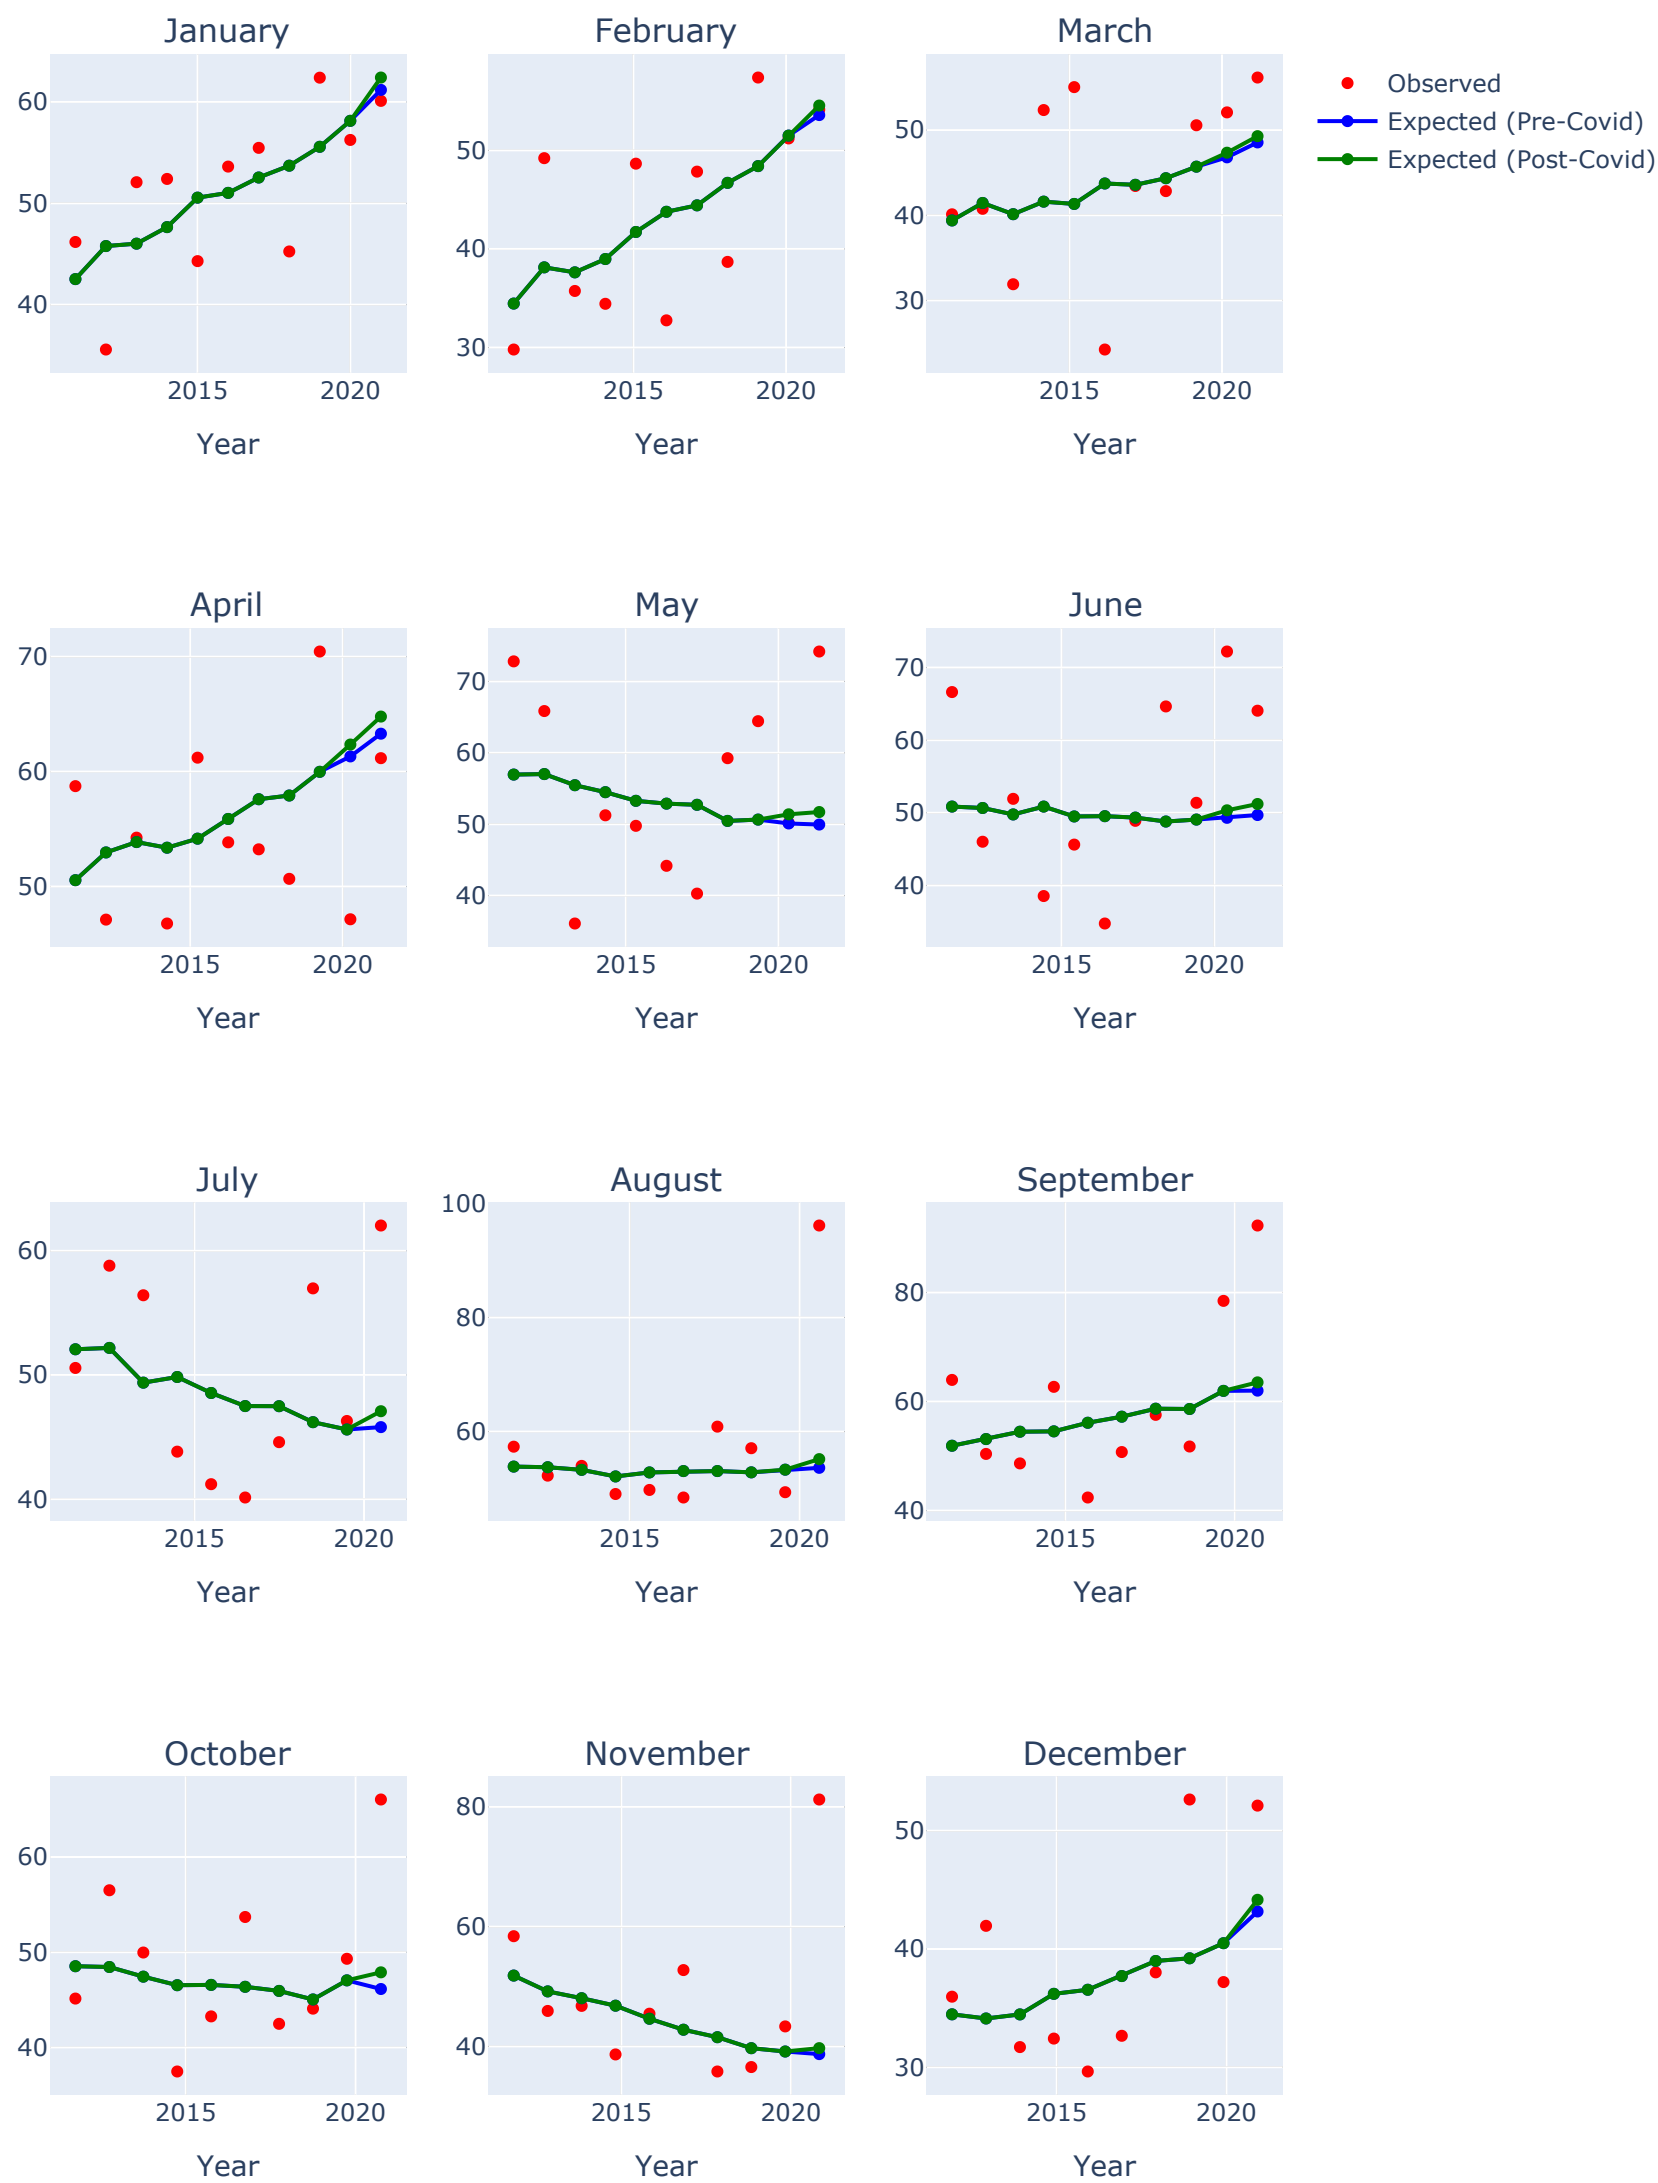 January February March
60
50
40
2015 2020
Year
50
40
30
2015 2020
Year
50
40
30
2015 2020
Year
Observed
Expected (Pre-Covid)
Expected (Post-Covid)
April May June
70
60
50
2015 2020
Year
70
60
50
40
2015 2020
Year
70
60
50
40
2015 2020
Year
July August September
60
50
40
2015 2020
Year
100
80
60
2015 2020
Year
80
60
40
2015 2020
Year
October November December
60
50
40
2015 2020
Year
80
60
40
2015 2020
Year
50
40
30
2015 2020
Year